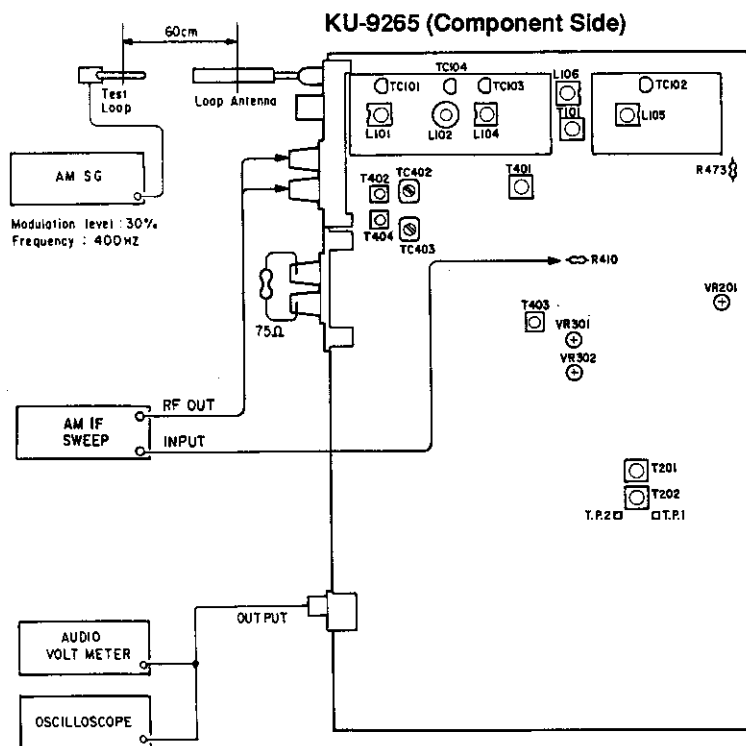 KU-9265 (Component Side)
60cm
Test
Loop
Loop Antenna
TC104
TC101
TC103
L106
TC102
L101
L102
L104
T101
L105
AM SG
R473
T402
TC402
T401
Modulation level : 30%
Frequency : 400HZ
T404
TC403
R410
VR201
75Ω
T403
VR301
VR302
RF OUT
AM IF
SWEEP
INPUT
T201
T202
T.P.2
T.P.1
OUTPUT
AUDIO
VOLT METER
OSCILLOSCOPE